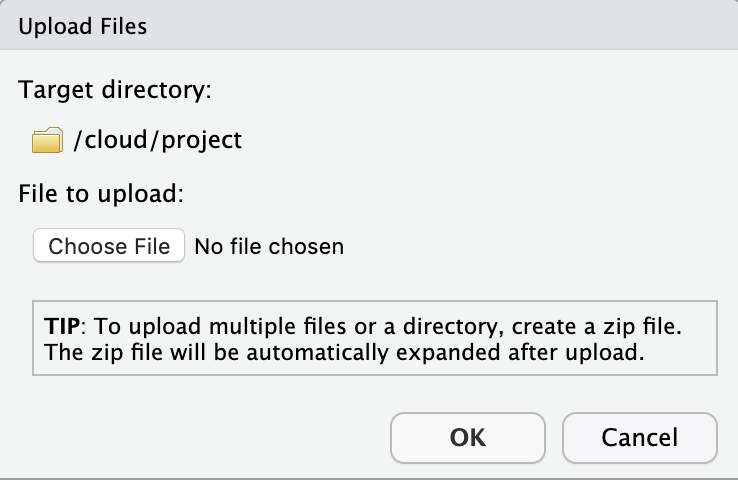 Upload Files
Target directory:
/cloud/project
File to upload:
Choose File No file chosen
TIP: To upload multiple files or a directory, create a zip file.
The zip file will be automatically expanded after upload.
OK Cancel